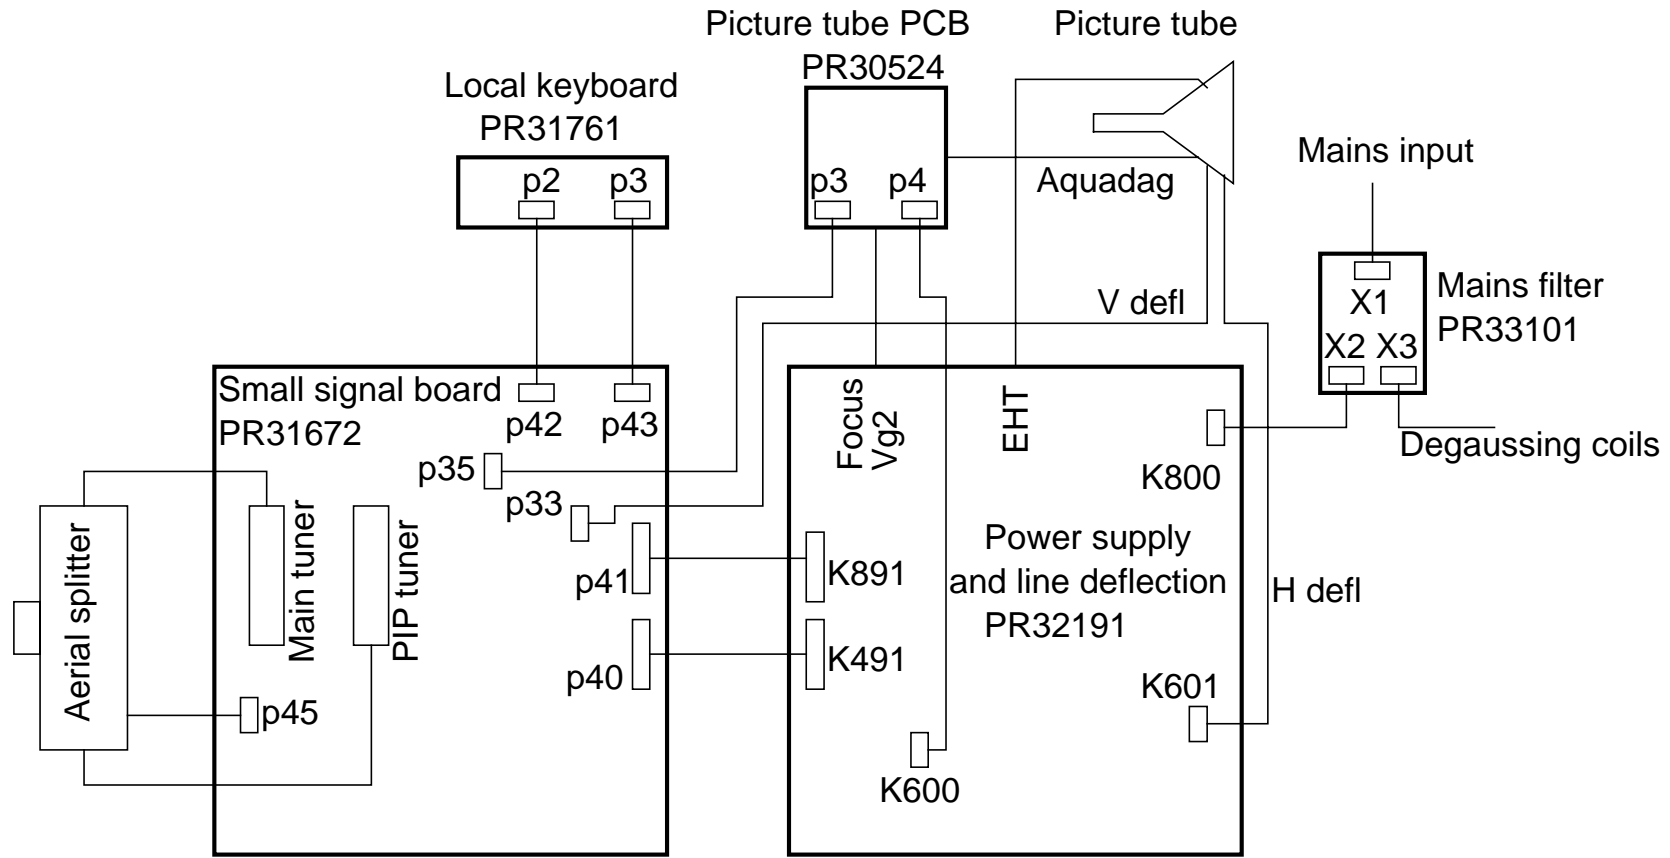 Picture tube PCB
PR30524
Picture tube
Local keyboard
PR31761
p2
p3
p3
p4
Aquadag
Mains input
X1
X2
X3
Mains filter
PR33101
V defl
Degaussing coils
Small signal board
PR31672
p42
p43
p35
p33
p41
p40
p45
Main tuner
PIP tuner
Aerial splitter
Focus
Vg2
EHT
K800
K891
K491
Power supply
and line deflection
PR32191
K601
K600
H defl